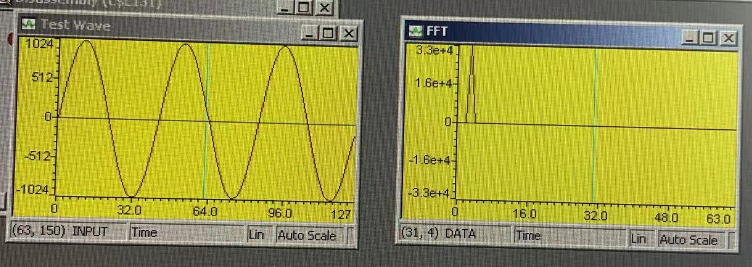 Disassembly (C$CI31)
Test Wave
1024
512
0
-512
-1024
0 32.0 64.0 96.0 127
(63, 150) INPUT Time Lin Auto Scale
FFT
3.3e+4
1.6e+4
0
-1.6e+4
-3.3e+4
0 16.0 32.0 48.0 63.0
(31, 4) DATA Time Lin Auto Scale